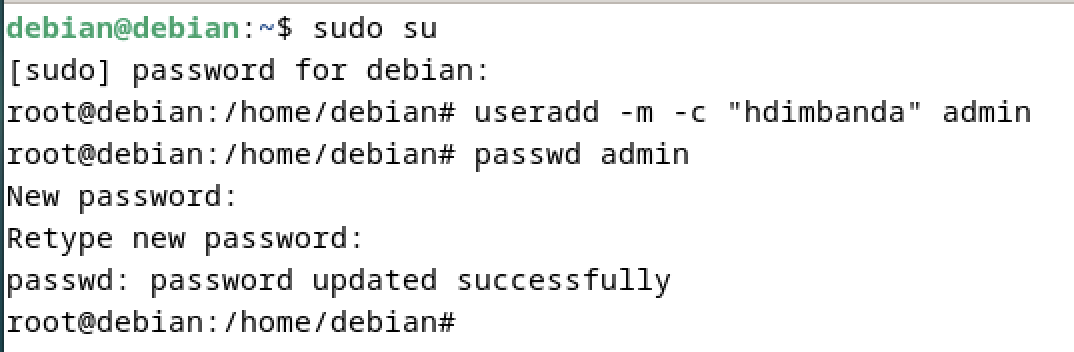 debian@debian:~$ sudo su
[sudo] password for debian:
root@debian:/home/debian# useradd -m -c "hdimbanda" admin
root@debian:/home/debian# passwd admin
New password:
Retype new password:
passwd: password updated successfully
root@debian:/home/debian#